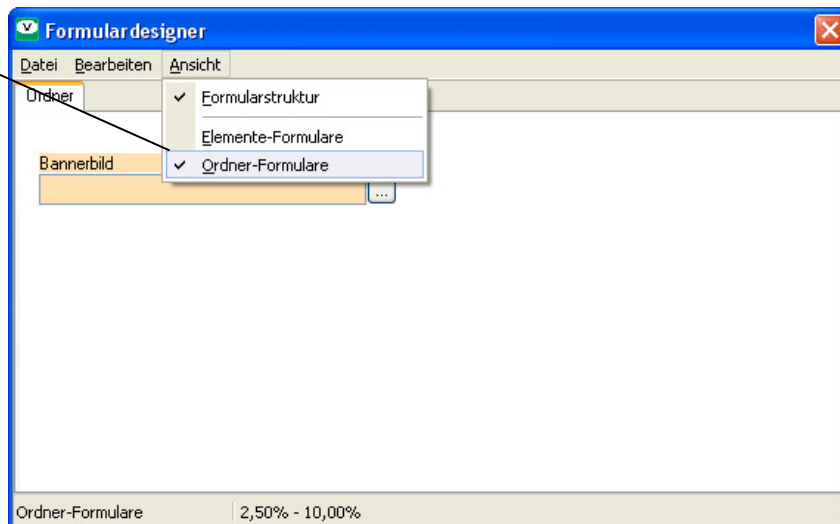 Formulardesigner
Datei Bearbeiten Ansicht
Ordner
Formularstruktur
Elemente-Formulare
Ordner-Formulare
Bannerbild
...
Ordner-Formulare 2,50% - 10,00%